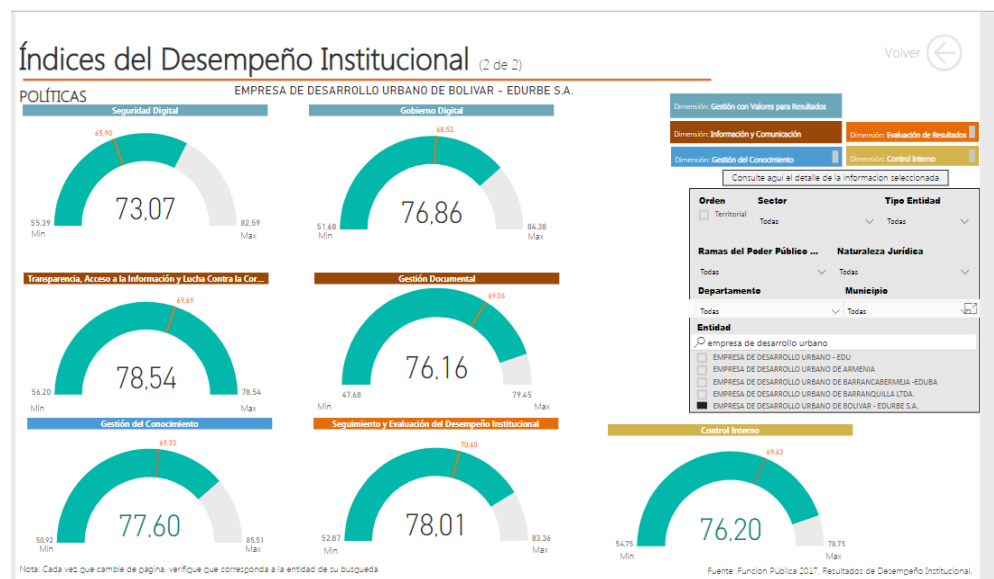 Índices del Desempeño Institucional (2 de 2)
Volver
POLÍTICAS
EMPRESA DE DESARROLLO URBANO DE BOLIVAR - EDURBE S.A.
Seguridad Digital
65,90
73,07
55,39
Min
82,59
Max
Gobierno Digital
68,52
76,86
51,68
Min
84,38
Max
Dimensión: Gestión con Valores para Resultados
Dimensión: Información y Comunicación
Dimensión: Evaluación de Resultados
Dimensión: Gestión del Conocimiento
Dimensión: Control Interno
Consulte aqui el detalle de la informacion seleccionada.
Orden
Sector
Tipo Entidad
Territorial
Todas
Todas
Ramas del Poder Público ...
Naturaleza Jurídica
Todas
Todas
Departamento
Municipio
Todas
Todas
Entidad
empresa de desarrollo urbano
EMPRESA DE DESARROLLO URBANO - EDU
EMPRESA DE DESARROLLO URBANO DE ARMENIA
EMPRESA DE DESARROLLO URBANO DE BARRANCABERMEJA -EDUBA
EMPRESA DE DESARROLLO URBANO DE BARRANQUILLA LTDA.
EMPRESA DE DESARROLLO URBANO DE BOLIVAR - EDURBE S.A.
Transparencia, Acceso a la Información y Lucha Contra la Cor...
69,69
78,54
56,20
Min
78,54
Max
Gestión Documental
69,06
76,16
47,68
Min
79,45
Max
Gestión del Conocimiento
69,33
77,60
50,92
Min
85,51
Max
Seguimiento y Evaluación del Desempeño Institucional
70,60
78,01
52,87
Min
83,36
Max
Control Interno
69,63
76,20
54,75
Min
78,75
Max
Nota: Cada vez que cambie de página, verifique que corresponda a la entidad de su busqueda.
Fuente: Función Pública 2017, Resultados de Desempeño Institucional.